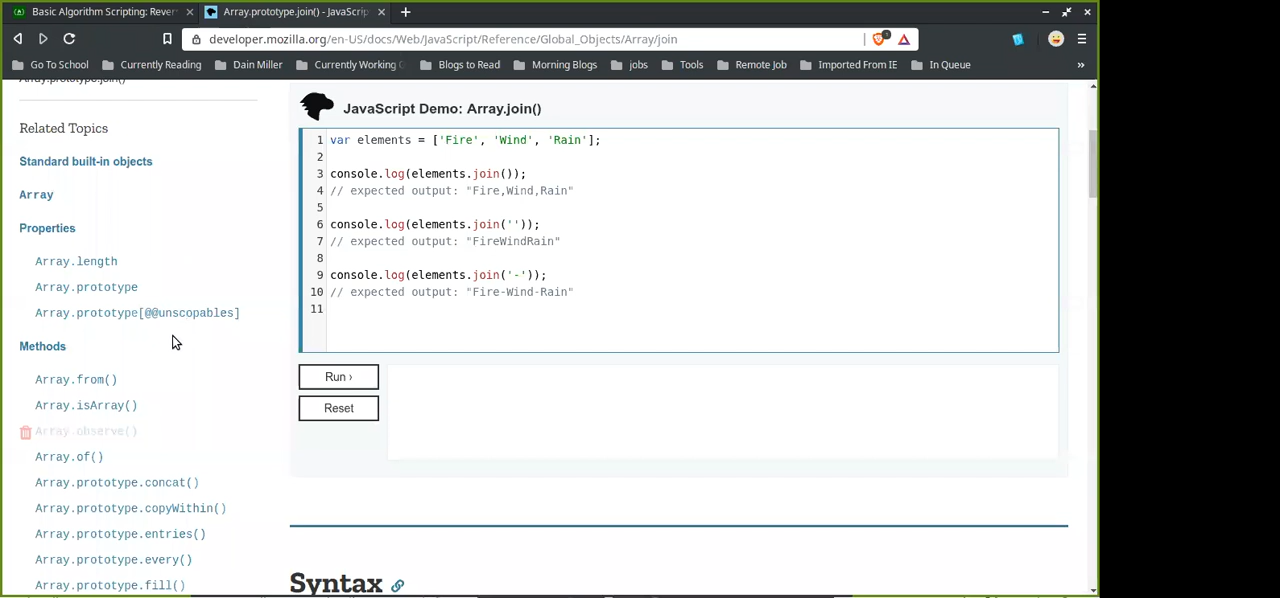 Basic Algorithm Scripting: Rever
Array.prototype.join() - JavaScrip
developer.mozilla.org/en-US/docs/Web/JavaScript/Reference/Global_Objects/Array/join
1
Go To School
Currently Reading
Dain Miller
Currently Working
Blogs to Read
Morning Blogs
jobs
Tools
Remote Job
Imported From IE
In Queue
»
Array.prototype.join()
Related Topics
Standard built-in objects
Array
Properties
Array.length
Array.prototype
Array.prototype[@@unscopables]
Methods
Array.from()
Array.isArray()
Array.observe()
Array.of()
Array.prototype.concat()
Array.prototype.copyWithin()
Array.prototype.entries()
Array.prototype.every()
Array.prototype.fill()
JavaScript Demo: Array.join()
1 var elements = ['Fire', 'Wind', 'Rain'];
2
3 console.log(elements.join());
4 // expected output: "Fire,Wind,Rain"
5
6 console.log(elements.join(''));
7 // expected output: "FireWindRain"
8
9 console.log(elements.join('-'));
10 // expected output: "Fire-Wind-Rain"
11
Run ›
Reset
Syntax